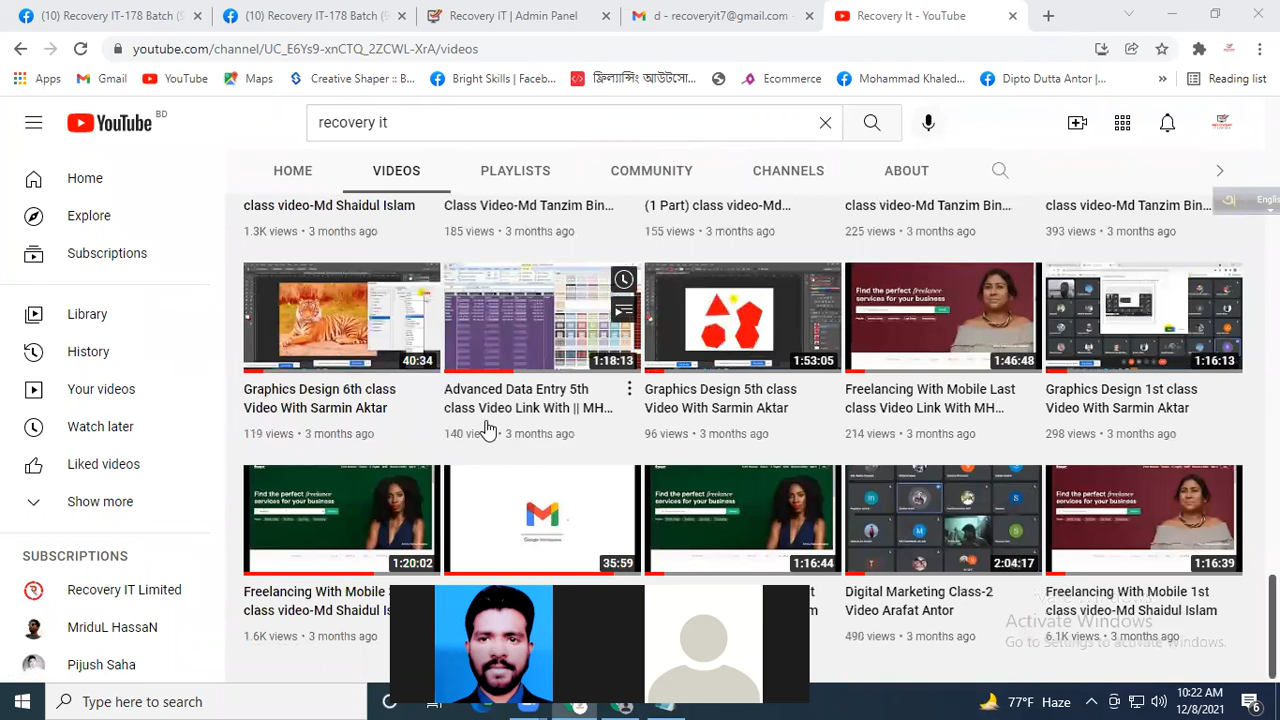 (10) Recovery IT-178 Batch (9
(10) Recovery IT-178 Batch (9
Recovery IT | Admin Panel
d - recoveryit7@gmail.com -
Recovery It - YouTube
youtube.com/channel/UC_E6Ys9-xnCTQ_2ZCWL-XrA/videos
Apps
Gmail
YouTube
Maps
Creative Shaper :: B...
Bright Skills | Faceb...
ফ্রিল্যান্সিং আউটসো...
Ecommerce
Mohammad Khaled...
Dipto Dutta Antor |...
»
Reading list
YouTube BD
recovery it
HOME
VIDEOS
PLAYLISTS
COMMUNITY
CHANNELS
ABOUT
Home
Explore
Subscriptions
Library
History
Your videos
Watch later
Liked videos
Show more
SUBSCRIPTIONS
Recovery IT Limited
MriduL HassaN
Pijush Saha
class video-Md Shaidul Islam
1.3K views • 3 months ago
Class Video-Md Tanzim Bin...
185 views • 3 months ago
(1 Part) class video-Md...
155 views • 3 months ago
class video-Md Tanzim Bin...
225 views • 3 months ago
class video-Md Tanzim Bin...
393 views • 3 months ago
Englis
40:34
Graphics Design 6th class
Video With Sarmin Aktar
119 views • 3 months ago
1:18:13
Advanced Data Entry 5th
class Video Link With || MH...
140 views • 3 months ago
1:53:05
Graphics Design 5th class
Video With Sarmin Aktar
96 views • 3 months ago
Find the perfect freelance
services for your business
1:46:48
Freelancing With Mobile Last
class Video Link With MH...
214 views • 3 months ago
1:16:13
Graphics Design 1st class
Video With Sarmin Aktar
298 views • 3 months ago
Find the perfect freelance
services for your business
1:20:02
Freelancing With Mobile
class video-Md Shaidul Is
1.6K views • 3 mo
35:59
Find the perfect freelance
services for your business
1:16:44
2:04:17
Digital Marketing Class-2
Video Arafat Antor
490 views • 3 months ago
Find the perfect freelance
services for your business
1:16:39
Freelancing With Mobile 1st
class video-Md Shaidul Islam
6.1K views • 3 months ago
Activate Windows
Go to Settings to activate Windows.
Type here to search
77°F Haze
10:22 AM
12/8/2021
6